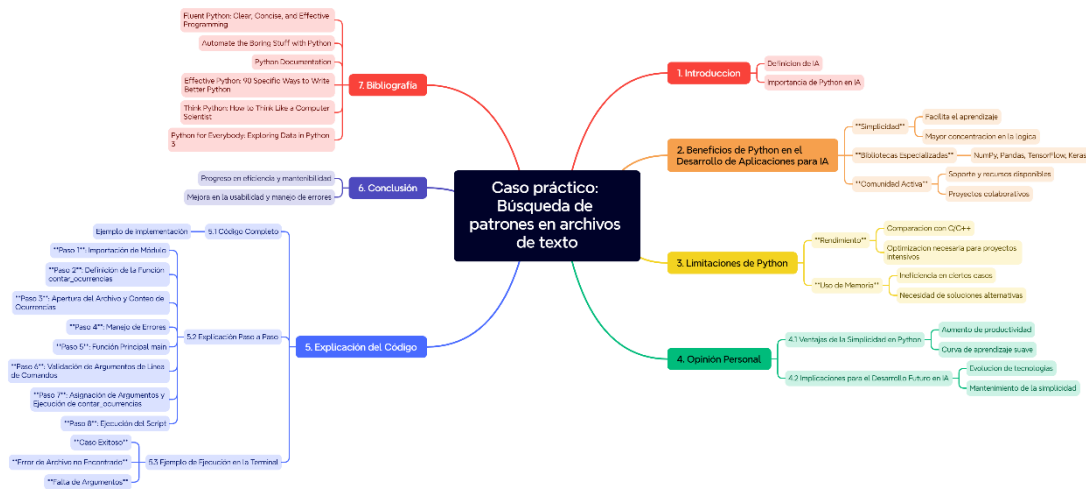 Caso práctico:
Búsqueda de
patrones en archivos
de texto
1. Introduccion
Definicion de IA
Importancia de Python en IA
2. Beneficios de Python en el
Desarrollo de Aplicaciones para IA
**Simplicidad**
Facilita el aprendizaje
Mayor concentracion en la logica
**Bibliotecas Especializadas**
NumPy, Pandas, TensorFlow, Keras
**Comunidad Activa**
Soporte y recursos disponibles
Proyectos colaborativos
3. Limitaciones de Python
**Rendimiento**
Comparacion con C/C++
Optimizacion necesaria para proyectos
intensivos
**Uso de Memoria**
Ineficiencia en ciertos casos
Necesidad de soluciones alternativas
4. Opinión Personal
4.1 Ventajas de la Simplicidad en Python
Aumento de productividad
Curva de aprendizaje suave
4.2 Implicaciones para el Desarrollo Futuro en IA
Evolucion de tecnologias
Mantenimiento de la simplicidad
5. Explicación del Código
5.1 Código Completo
Ejemplo de Implementación
5.2 Explicación Paso a Paso
**Paso 1**: Importación de Módulo
**Paso 2**: Definición de la Función
contar_ocurrencias
**Paso 3**: Apertura del Archivo y Conteo de
Ocurrencias
**Paso 4**: Manejo de Errores
**Paso 5**: Función Principal main
**Paso 6**: Validación de Argumentos de Línea
de Comandos
**Paso 7**: Asignación de Argumentos y
Ejecución de contar_ocurrencias
**Paso 8**: Ejecución del Script
5.3 Ejemplo de Ejecución en la Terminal
**Caso Exitoso**
**Error de Archivo no Encontrado**
**Falta de Argumentos**
6. Conclusión
Progreso en eficiencia y mantenibilidad
Mejora en la usabilidad y manejo de errores
7. Bibliografía
Fluent Python: Clear, Concise, and Effective
Programming
Automate the Boring Stuff with Python
Python Documentation
Effective Python: 90 Specific Ways to Write
Better Python
Think Python: How to Think Like a Computer
Scientist
Python for Everybody: Exploring Data in Python
3